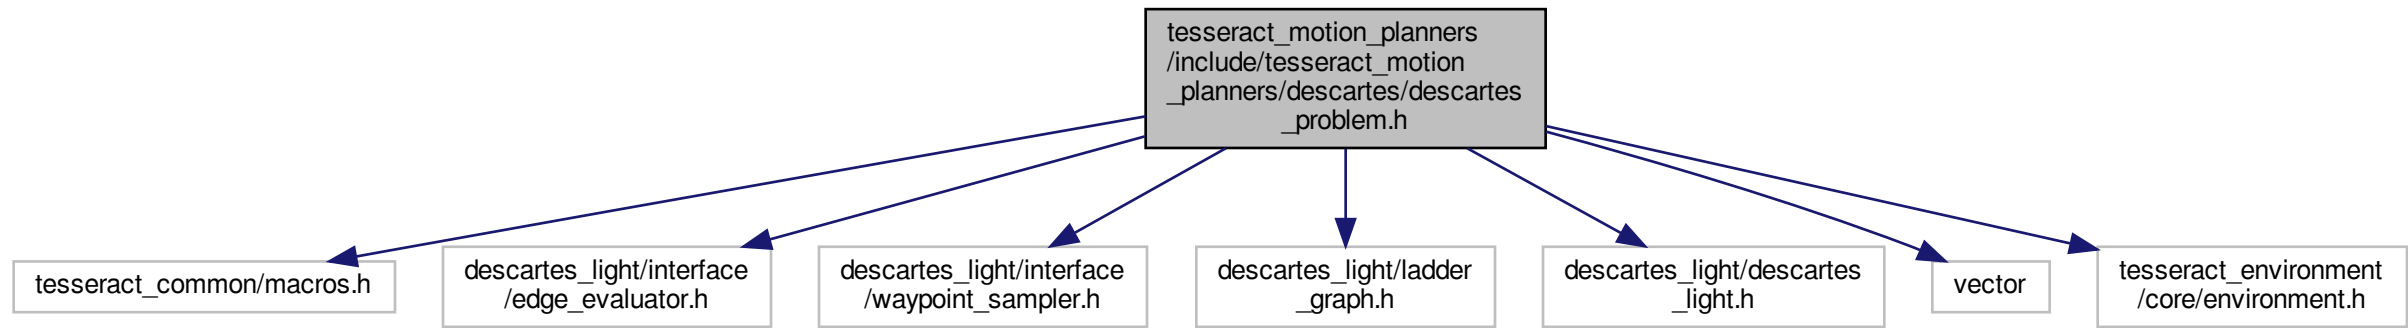 tesseract_motion_planners
/include/tesseract_motion
_planners/descartes/descartes
_problem.h
tesseract_common/macros.h
descartes_light/interface
/edge_evaluator.h
descartes_light/interface
/waypoint_sampler.h
descartes_light/ladder
_graph.h
descartes_light/descartes
_light.h
vector
tesseract_environment
/core/environment.h